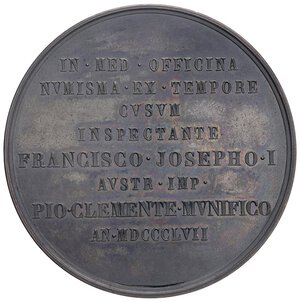 IN · MED · OFFICINA
NVMISMA · EX · TEMPORE
CVSVM
INSPECTANTE
FRANCISCO · JOSEPHO · I
AVSTR · IMP ·
PIO · CLEMENTE · MVNIFICO
AN · MDCCCLVII